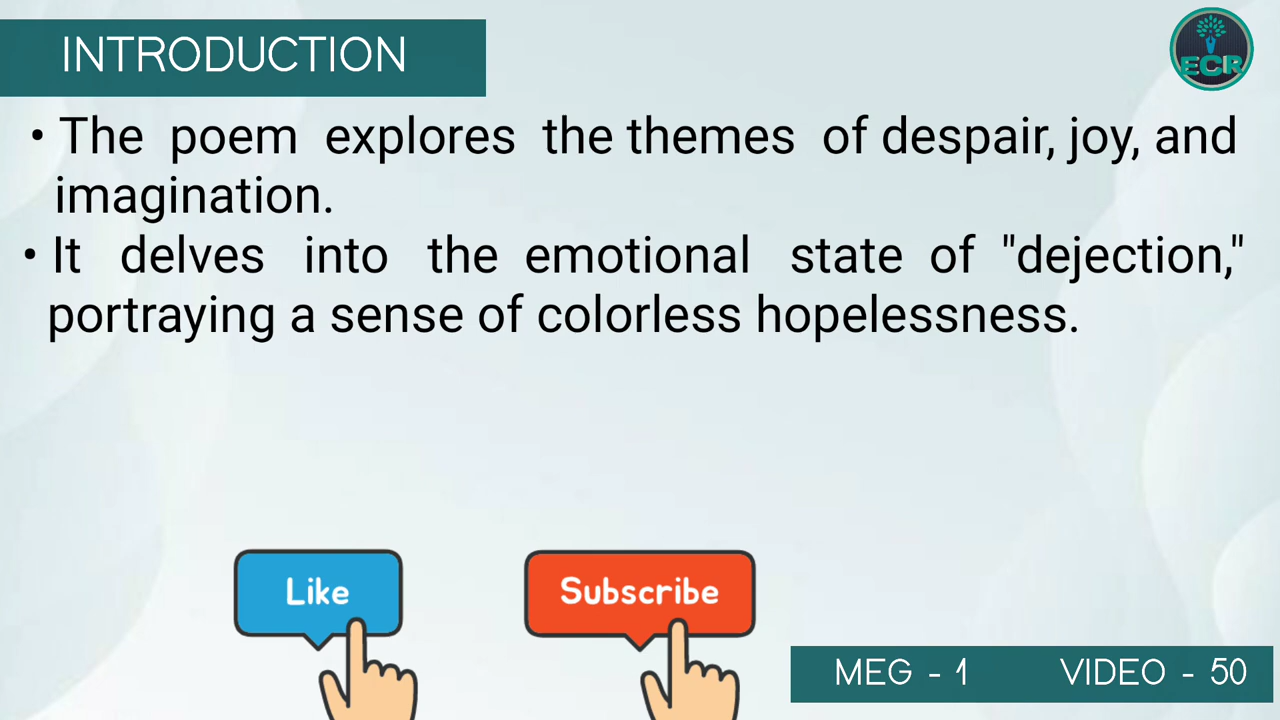 INTRODUCTION
ECR
• The poem explores the themes of despair, joy, and
imagination.
• It delves into the emotional state of "dejection,"
portraying a sense of colorless hopelessness.
Like
Subscribe
MEG - 1 VIDEO - 50